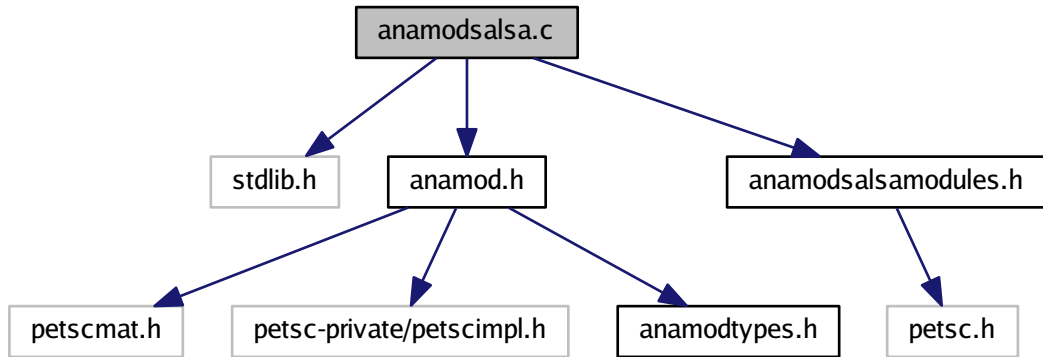 anamodsalsa.c
stdlib.h
anamod.h
anamodsalsamodules.h
petscmat.h
petsc-private/petscimpl.h
anamodtypes.h
petsc.h